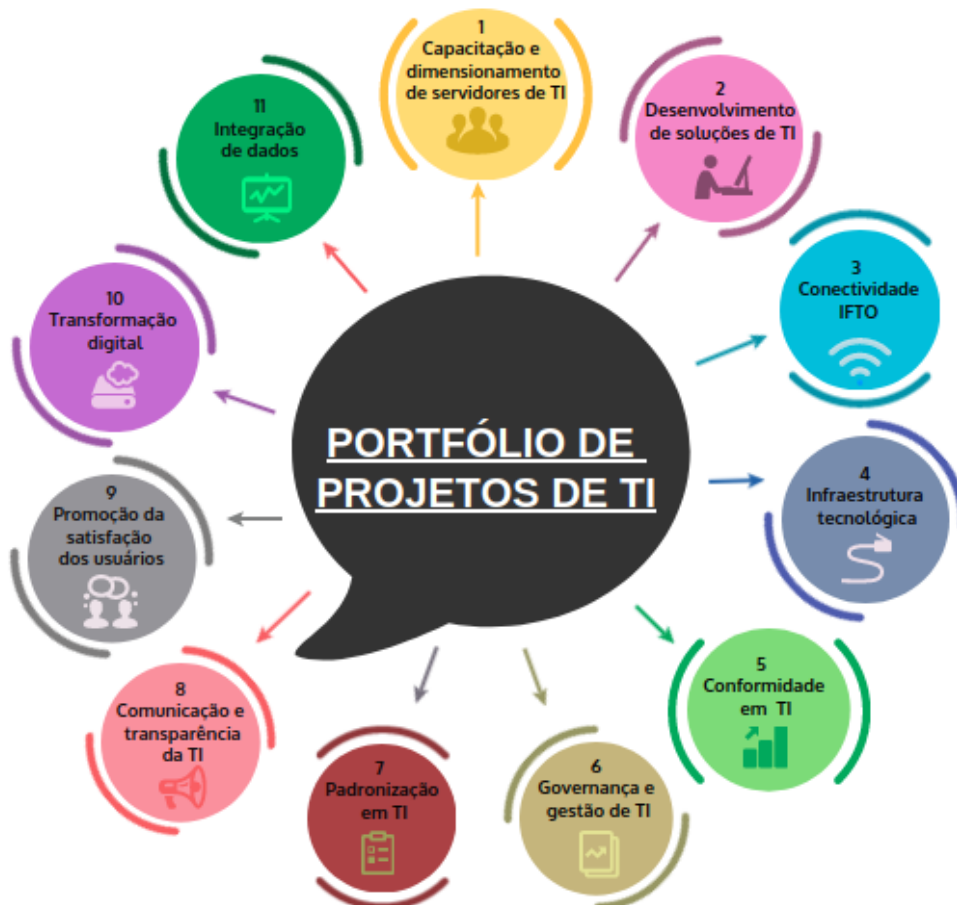 PORTFÓLIO DE
PROJETOS DE TI
1
Capacitação e
dimensionamento
de servidores de TI
2
Desenvolvimento
de soluções de TI
3
Conectividade
IFTO
4
Infraestrutura
tecnológica
5
Conformidade
em TI
6
Governança e
gestão de TI
7
Padronização
em TI
8
Comunicação e
transparência
da TI
9
Promoção da
satisfação
dos usuários
10
Transformação
digital
11
Integração
de dados